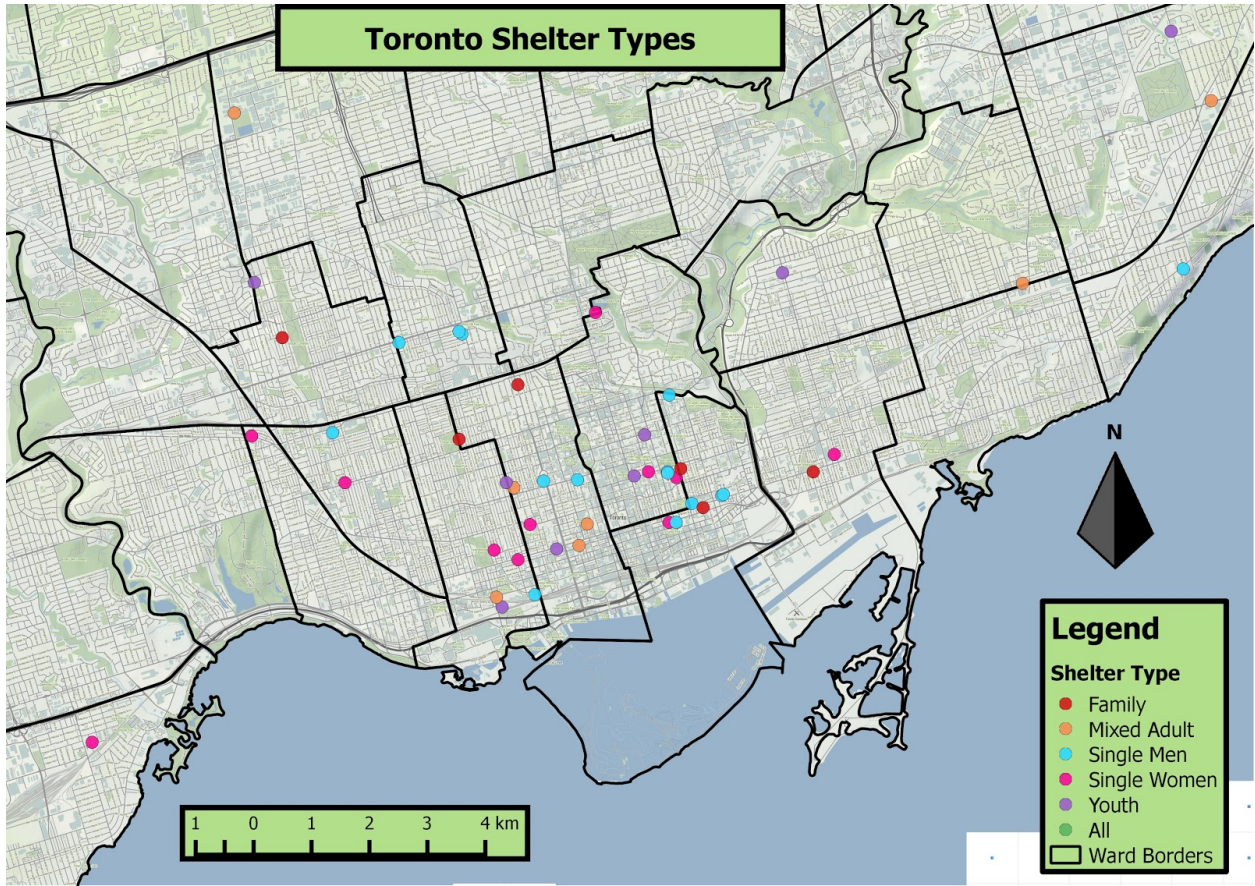 Toronto Shelter Types
Toronto
N
Legend
Shelter Type
Family
Mixed Adult
Single Men
Single Women
Youth
All
Ward Borders
1 0 1 2 3 4 km